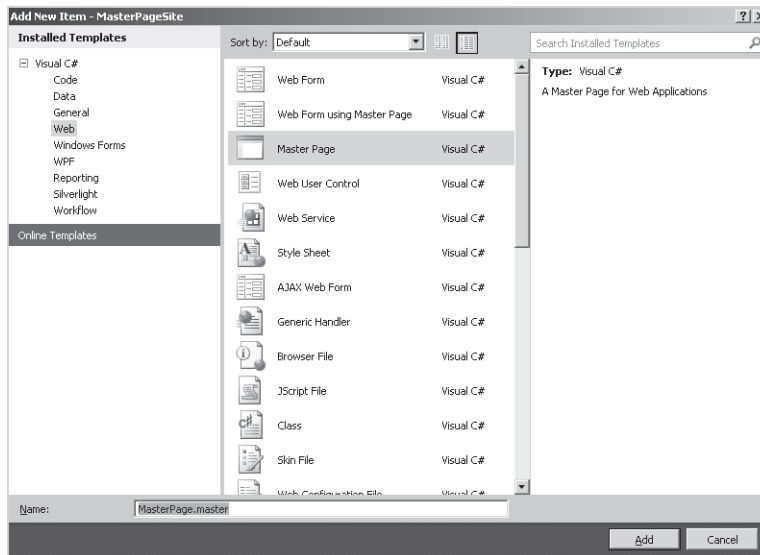 Add New Item - MasterPageSite
Installed Templates
Visual C#
Code
Data
General
Web
Windows Forms
WPF
Reporting
Silverlight
Workflow
Online Templates
Sort by: Default
Web Form Visual C#
Web Form using Master Page Visual C#
Master Page Visual C#
Web User Control Visual C#
Web Service Visual C#
Style Sheet Visual C#
AJAX Web Form Visual C#
Generic Handler Visual C#
Browser File Visual C#
JScript File Visual C#
Class Visual C#
Skin File Visual C#
Web Configuration File Visual C#
Search Installed Templates
Type: Visual C#
A Master Page for Web Applications
Name: MasterPage.master
Add Cancel